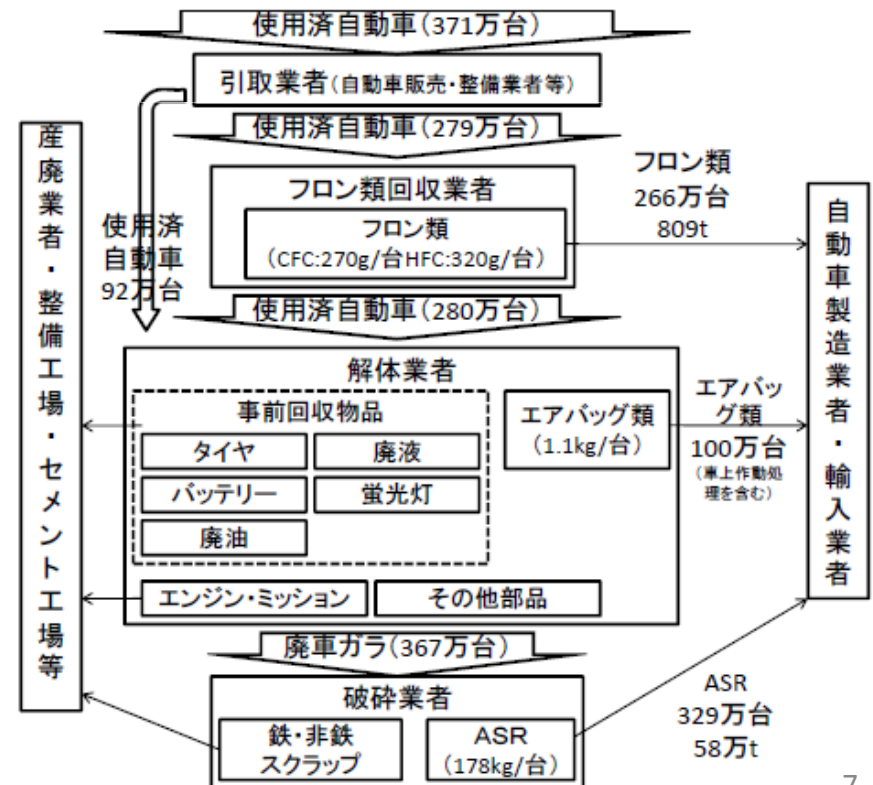 使用済自動車(371万台)
引取業者(自動車販売・整備業者等)
使用済自動車(279万台)
フロン類回収業者
フロン類
(CFC:270g/台HFC:320g/台)
フロン類
266万台
809t
使用済
自動車
92万台
使用済自動車(280万台)
産廃業者・整備工場・セメント工場等
自動車製造業者・輸入業者
解体業者
事前回収物品
タイヤ
廃液
バッテリー
蛍光灯
廃油
エアバッグ類
(1.1kg/台)
エアバッ
グ類
100万台
(車上作動処
理を含む)
エンジン・ミッション
その他部品
廃車ガラ(367万台)
破砕業者
鉄・非鉄
スクラップ
ASR
(178kg/台)
ASR
329万台
58万t
7